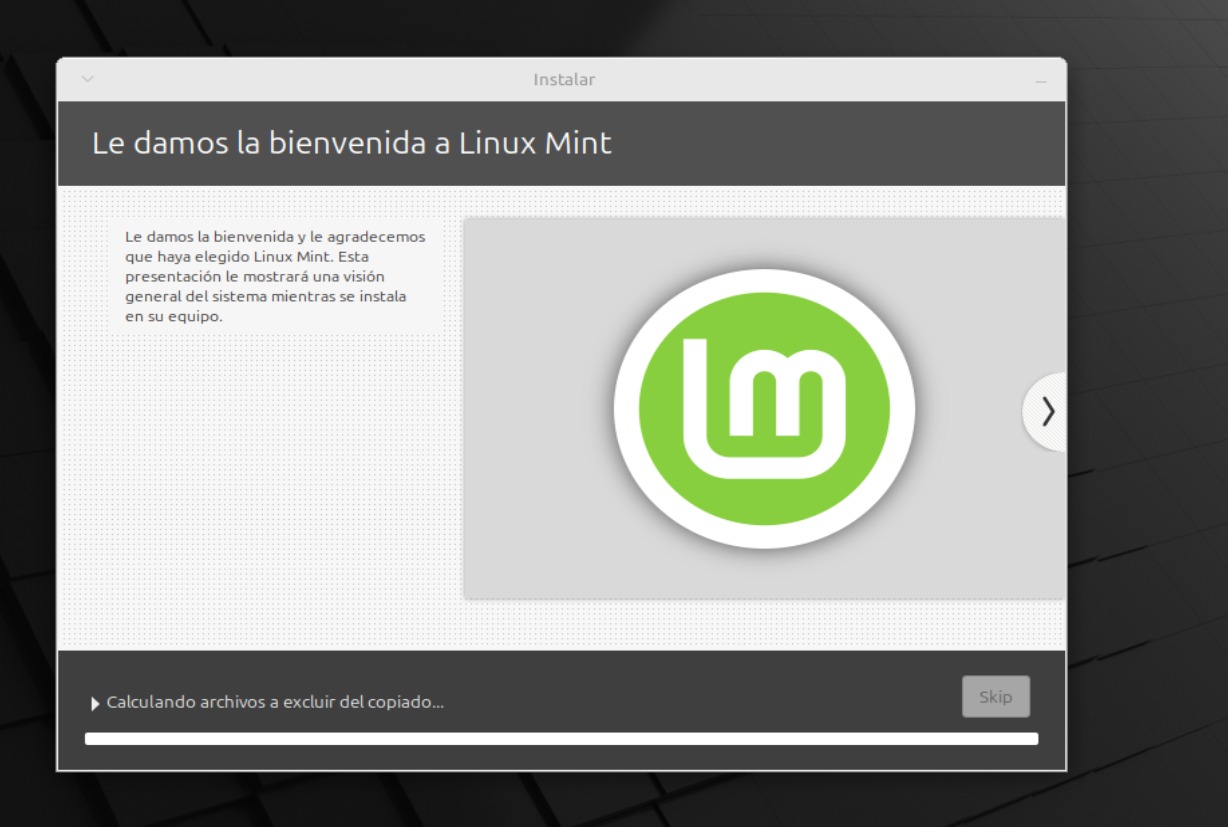 Instalar
Le damos la bienvenida a Linux Mint
Le damos la bienvenida y le agradecemos
que haya elegido Linux Mint. Esta
presentación le mostrará una visión
general del sistema mientras se instala
en su equipo.
lm
Calculando archivos a excluir del copiado...
Skip